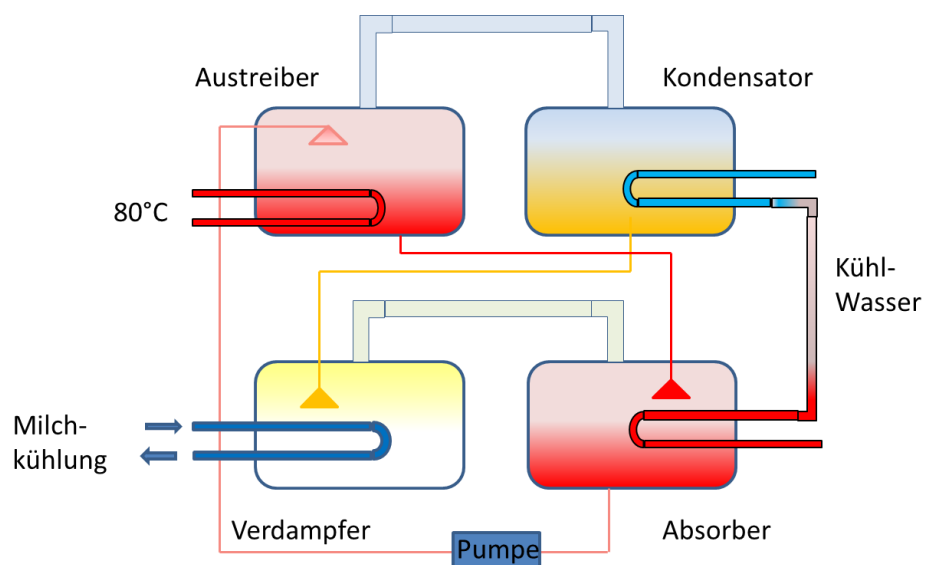 Austreiber
Kondensator
80°C
Kühl-
Wasser
Milch-
kühlung
Verdampfer
Pumpe
Absorber